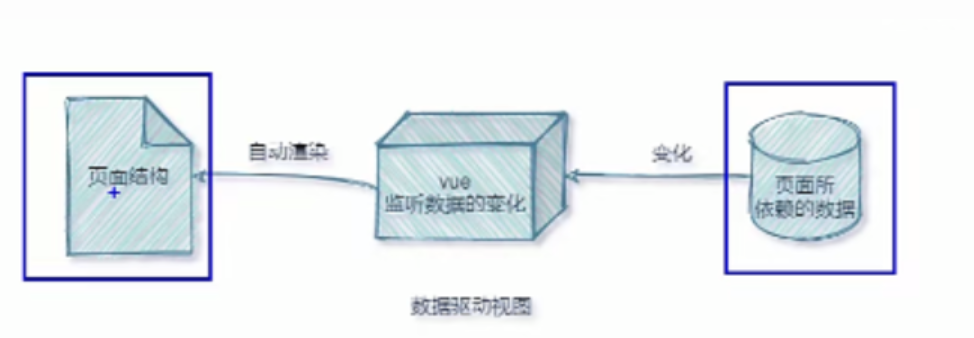 自动渲染
变化
页面结构
vue
监听数据的变化
页面所
依赖的数据
数据驱动视图